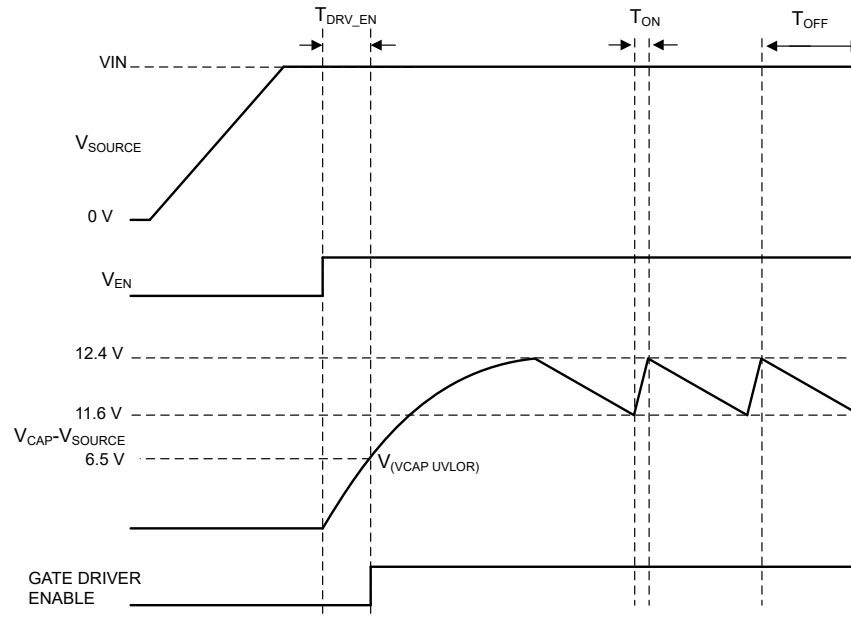 T_DRV_EN
T_ON
T_OFF
VIN
V_SOURCE
0 V
V_EN
12.4 V
11.6 V
V_CAP-V_SOURCE
6.5 V
V_(VCAP UVLOR)
GATE DRIVER
ENABLE